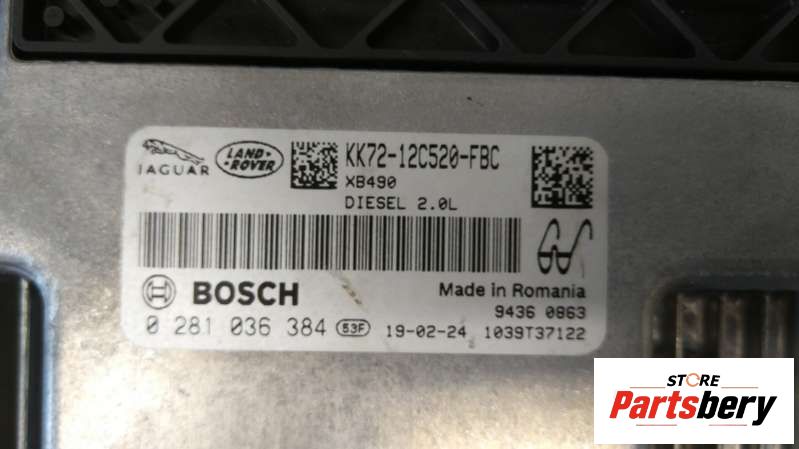 JAGUAR
LAND-
ROVER
KK72-12C520-FBC
XB490
DIESEL 2.0L
BOSCH
Made in Romania
9436 0863
0 281 036 384 53F 19-02-24 1039T37122
STORE
Partsbery